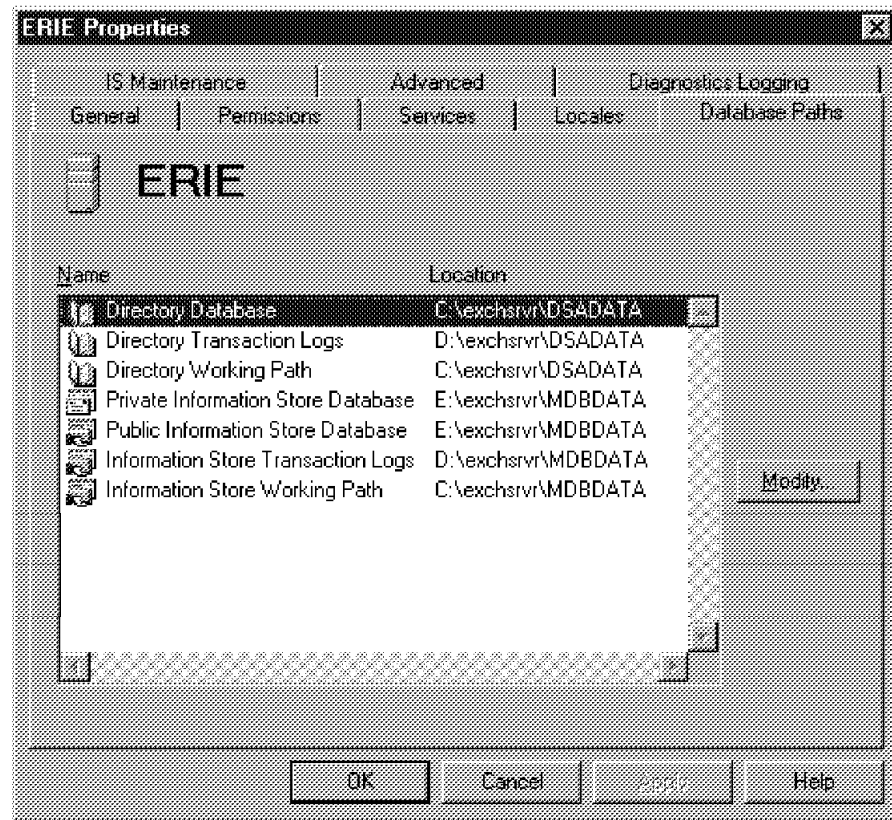 ERIE Properties
IS Maintenance Advanced Diagnostics Logging
General Permissions Services Locales Database Paths
ERIE
Name Location
Directory Database C:\exchsrvr\DSADATA
Directory Transaction Logs D:\exchsrvr\DSADATA
Directory Working Path C:\exchsrvr\DSADATA
Private Information Store Database E:\exchsrvr\MDBDATA
Public Information Store Database E:\exchsrvr\MDBDATA
Information Store Transaction Logs D:\exchsrvr\MDBDATA
Information Store Working Path C:\exchsrvr\MDBDATA
Modify...
OK Cancel Apply Help